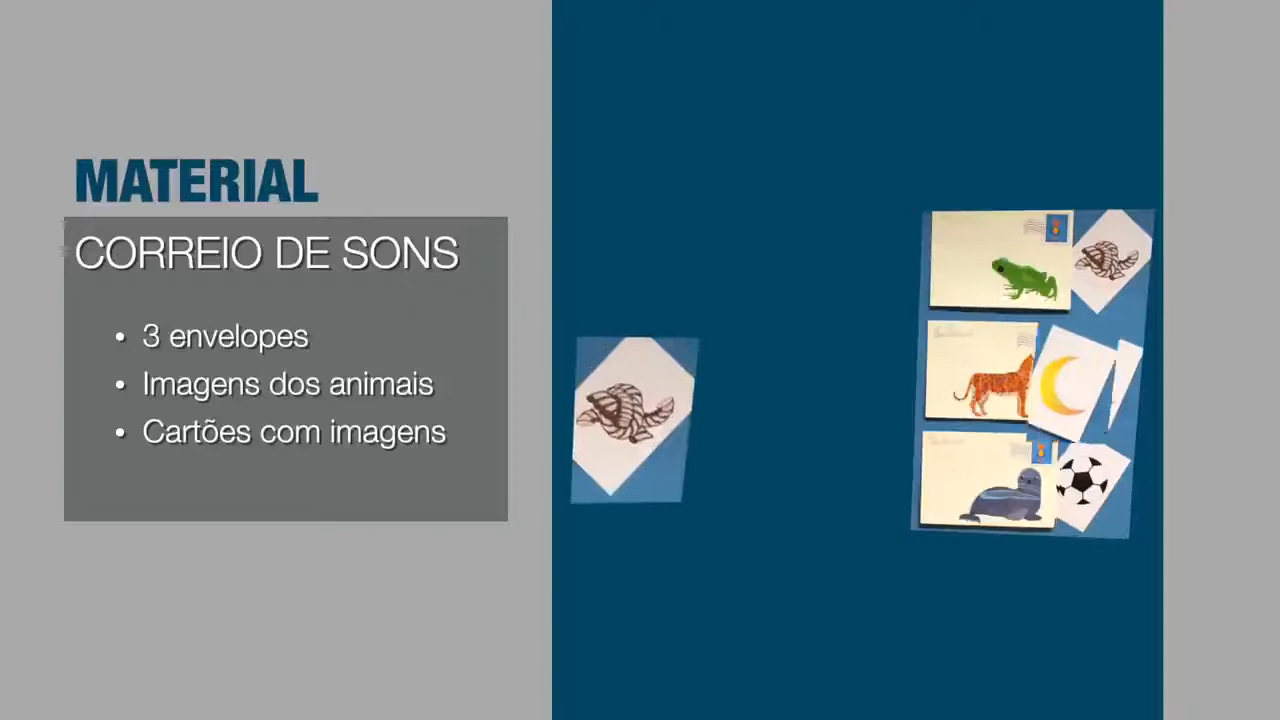 MATERIAL
CORREIO DE SONS
• 3 envelopes
• Imagens dos animais
• Cartões com imagens